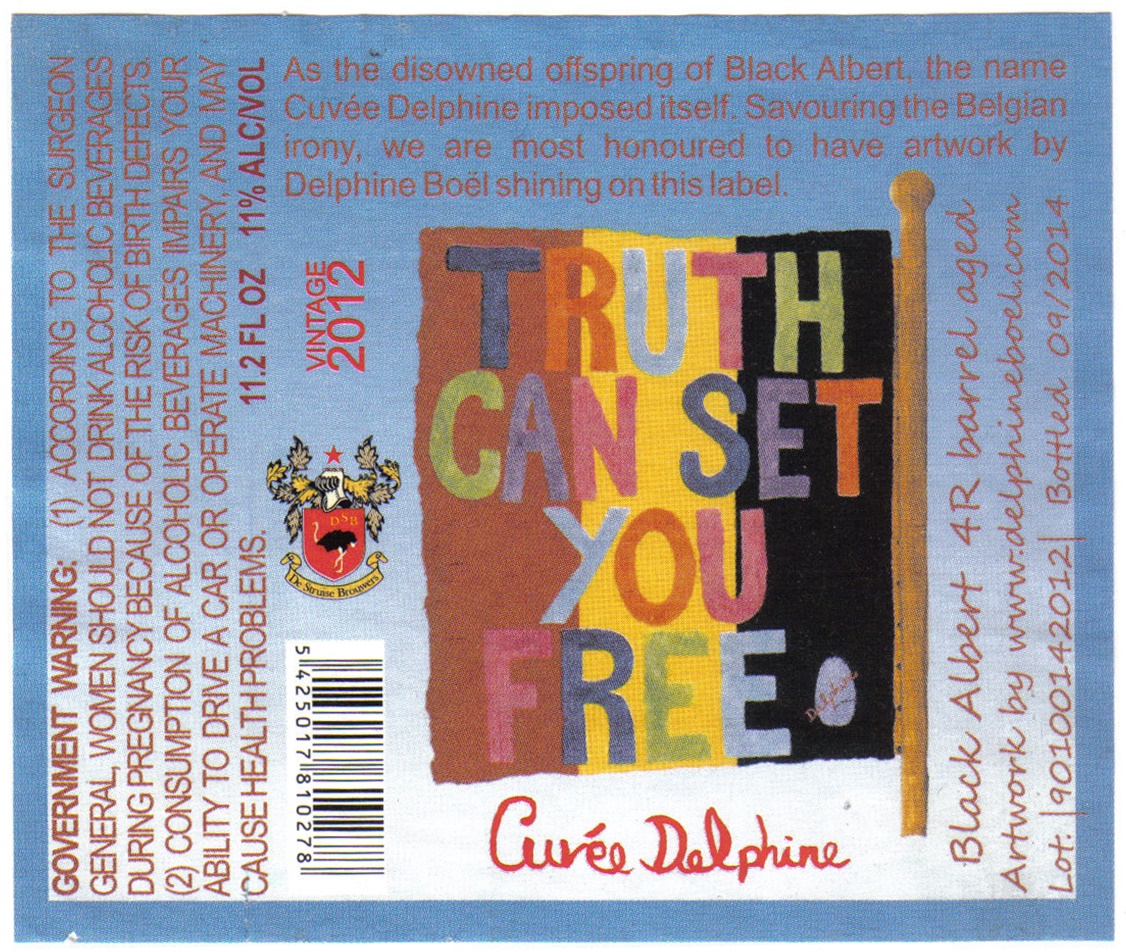 GOVERNMENT WARNING: (1) ACCORDING TO THE SURGEON
GENERAL, WOMEN SHOULD NOT DRINK ALCOHOLIC BEVERAGES
DURING PREGNANCY BECAUSE OF THE RISK OF BIRTH DEFECTS.
(2) CONSUMPTION OF ALCOHOLIC BEVERAGES IMPAIRS YOUR
ABILITY TO DRIVE A CAR OR OPERATE MACHINERY, AND MAY
CAUSE HEALTH PROBLEMS. 11.2 FL OZ 11% ALC/VOL
As the disowned offspring of Black Albert, the name
Cuvée Delphine imposed itself. Savouring the Belgian
irony, we are most honoured to have artwork by
Delphine Boël shining on this label.
VINTAGE
2012
DSB
De Struise Brouwers
5 425017 810278
TRUTH
CAN SET
YOU
FREE
Delphine
Cuvée Delphine
Black Albert 4R barrel aged
Artwork by www.delphineboel.com
Lot: |90100142012| Bottled 09/2014